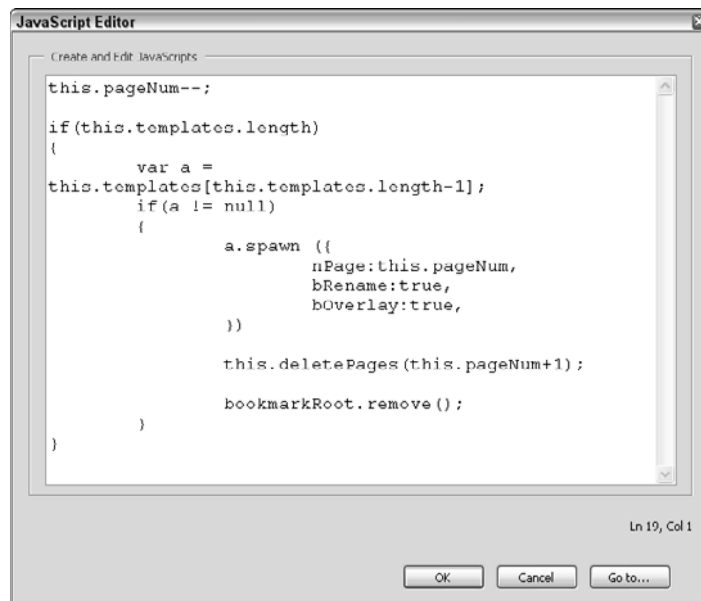 JavaScript Editor
Create and Edit JavaScripts
this.pageNum--;
if(this.templates.length)
{
var a =
this.templates[this.templates.length-1];
if(a != null)
{
a.spawn ({
nPage:this.pageNum,
bRename:true,
bOverlay:true,
})
this.deletePages(this.pageNum+1);
bookmarkRoot.remove();
}
}
Ln 19, Col 1
OK Cancel Go to...